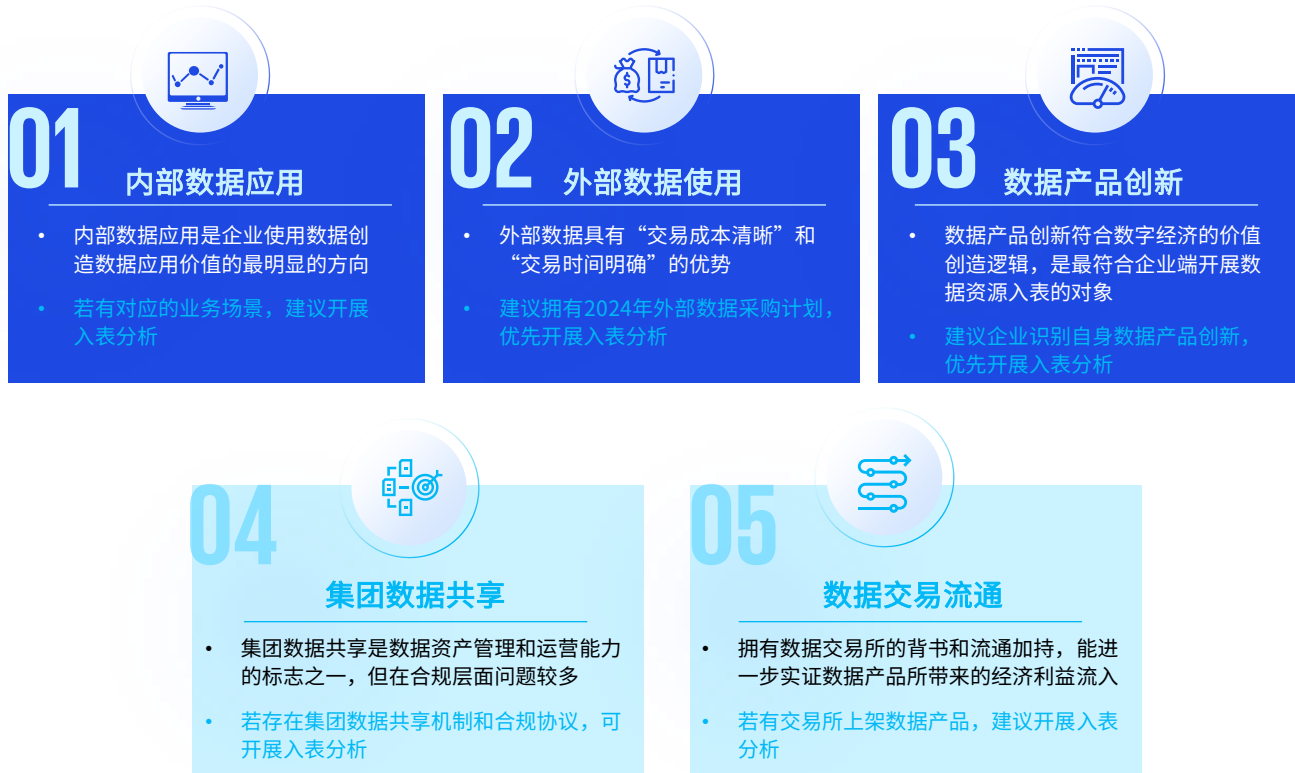 01
内部数据应用
• 内部数据应用是企业使用数据创
造数据应用价值的最明显的方向
• 若有对应的业务场景，建议开展
入表分析
02
外部数据使用
• 外部数据具有“交易成本清晰”和
“交易时间明确”的优势
• 建议拥有2024年外部数据采购计划，
优先开展入表分析
03
数据产品创新
• 数据产品创新符合数字经济的价值
创造逻辑，是最符合企业端开展数
据资源入表的对象
• 建议企业识别自身数据产品创新，
优先开展入表分析
04
集团数据共享
• 集团数据共享是数据资产管理和运营能力
的标志之一，但在合规层面问题较多
• 若存在集团数据共享机制和合规协议，可
开展入表分析
05
数据交易流通
• 拥有数据交易所的背书和流通加持，能进
一步实证数据产品所带来的经济利益流入
• 若有交易所上架数据产品，建议开展入表
分析